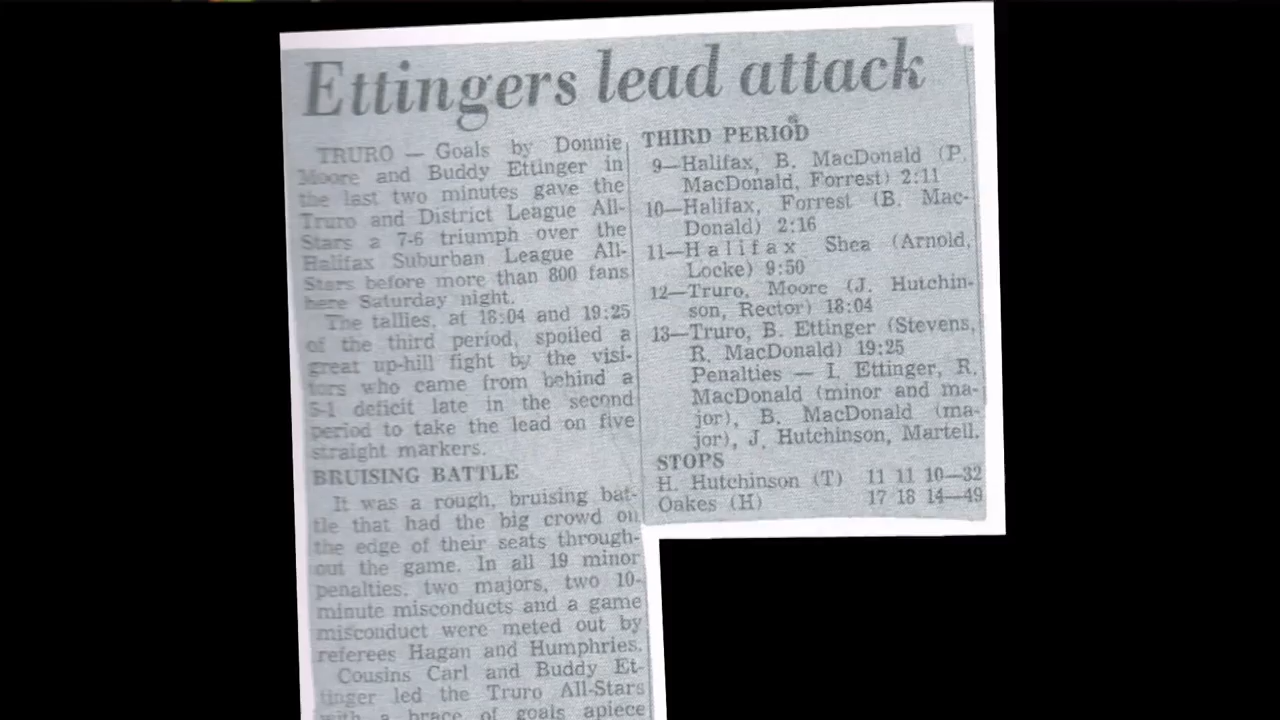 Ettingers lead attack
TRURO — Goals by Donnie
Moore and Buddy Ettinger in
the last two minutes gave the
Truro and District League All-
Stars a 7-6 triumph over the
Halifax Suburban League All-
Stars before more than 800 fans
here Saturday night.
The tallies, at 18:04 and 19:25
of the third period, spoiled a
great up-hill fight by the visi-
tors who came from behind a
5-1 deficit late in the second
period to take the lead on five
straight markers.
BRUISING BATTLE
It was a rough, bruising bat-
tle that had the big crowd on
the edge of their seats through-
out the game. In all 19 minor
penalties, two majors, two 10-
minute misconducts and a game
misconduct were meted out by
referees Hagan and Humphries.
Cousins Carl and Buddy Et-
tinger led the Truro All-Stars
with a brace of goals apiece
THIRD PERIOD
9—Halifax, B. MacDonald (P.
MacDonald, Forrest) 2:11
10—Halifax, Forrest (B. Mac-
Donald) 2:16
11—Halifax Shea (Arnold,
Locke) 9:50
12—Truro, Moore (J. Hutchin-
son, Rector) 18:04
13—Truro, B. Ettinger (Stevens,
R. MacDonald) 19:25
Penalties — I. Ettinger, R.
MacDonald (minor and ma-
jor), B. MacDonald (ma-
jor), J. Hutchinson, Martell.
STOPS
H. Hutchinson (T) 11 11 10—32
Oakes (H) 17 18 14—49